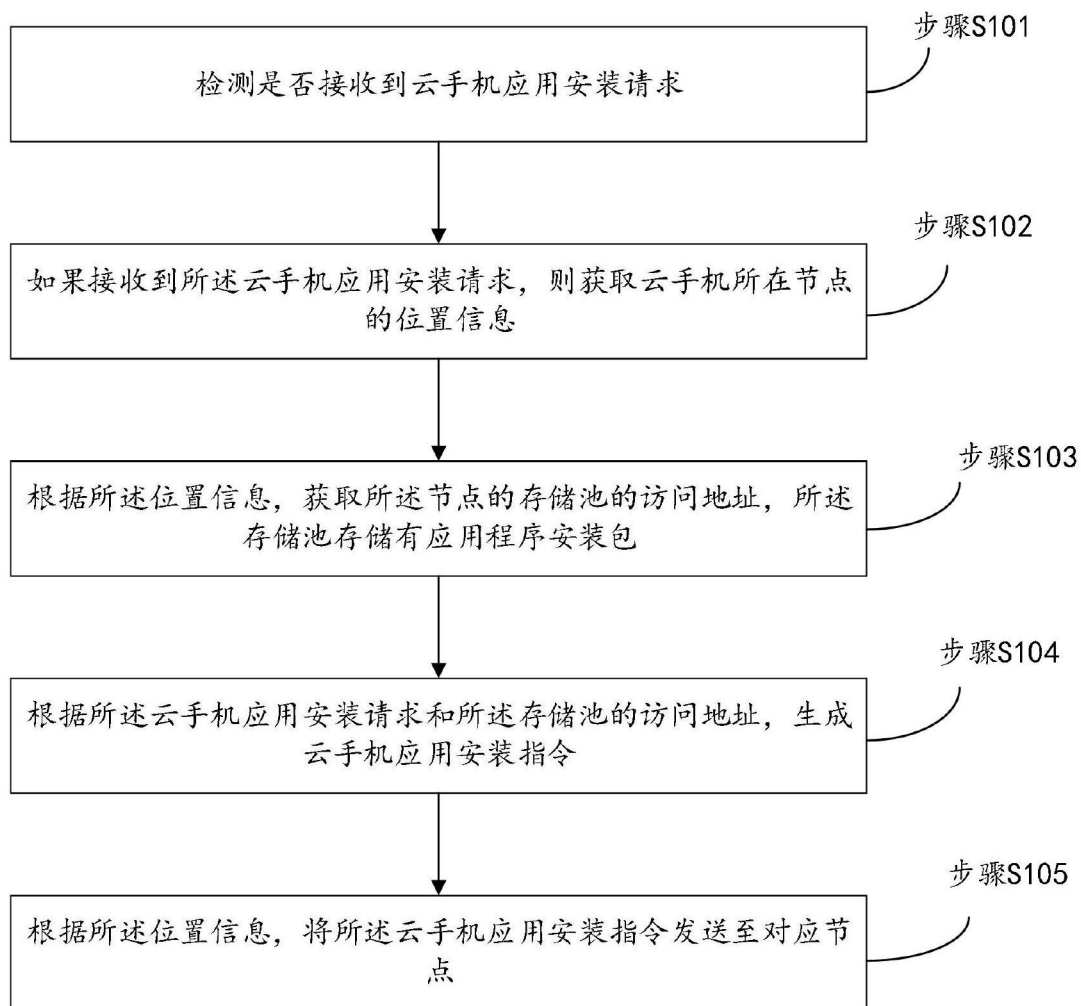 步骤S101
检测是否接收到云手机应用安装请求
步骤S102
如果接收到所述云手机应用安装请求，则获取云手机所在节点
的位置信息
步骤S103
根据所述位置信息，获取所述节点的存储池的访问地址，所述
存储池存储有应用程序安装包
步骤S104
根据所述云手机应用安装请求和所述存储池的访问地址，生成
云手机应用安装指令
步骤S105
根据所述位置信息，将所述云手机应用安装指令发送至对应节
点